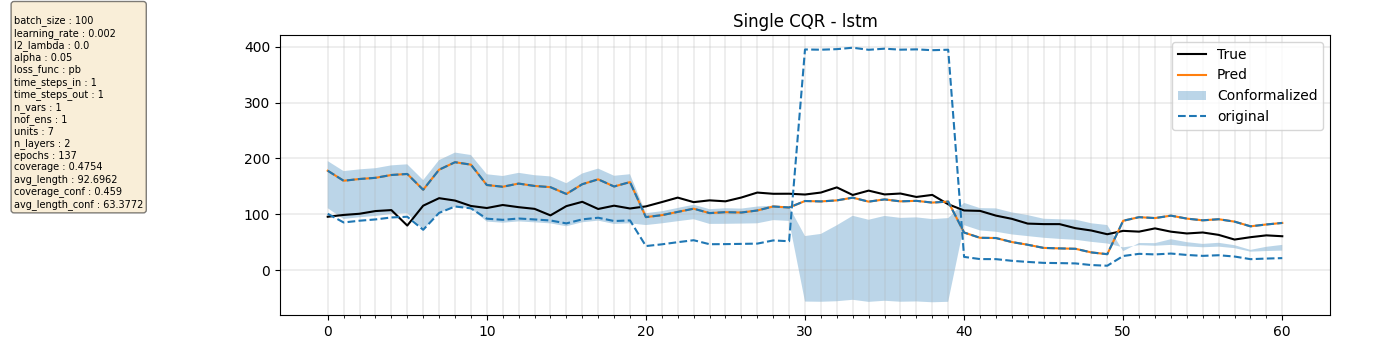 batch_size : 100
learning_rate : 0.002
l2_lambda : 0.0
alpha : 0.05
loss_func : pb
time_steps_in : 1
time_steps_out : 1
n_vars : 1
nof_ens : 1
units : 7
n_layers : 2
epochs : 137
coverage : 0.4754
avg_length : 92.6962
coverage_conf : 0.459
avg_length_conf : 63.3772
Single CQR - lstm
400
300
200
100
0
True
Pred
Conformalized
original
0 10 20 30 40 50 60